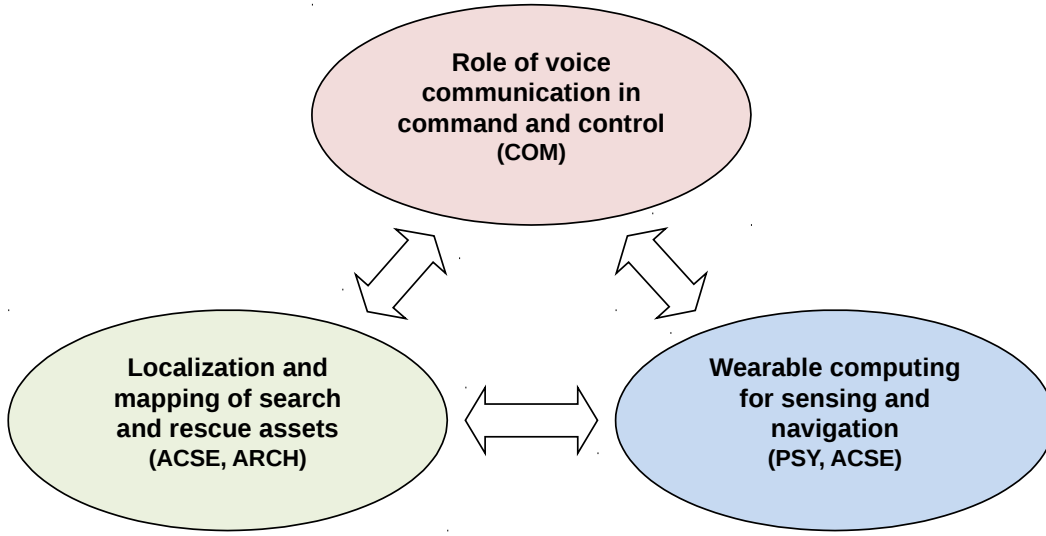 Role of voice
communication in
command and control
(COM)
Localization and
mapping of search
and rescue assets
(ACSE, ARCH)
Wearable computing
for sensing and
navigation
(PSY, ACSE)